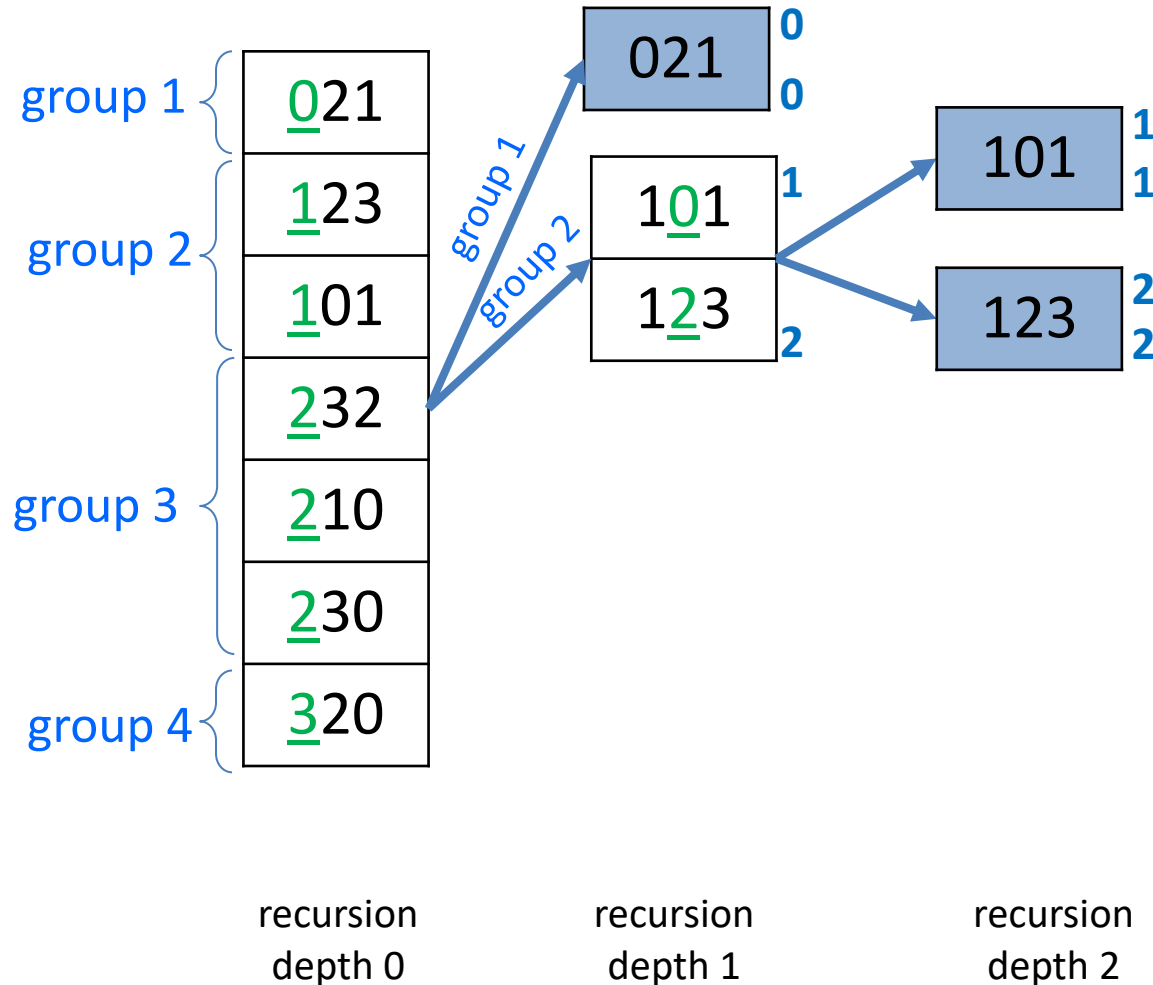 group 1
group 2
group 3
group 4
021
123
101
232
210
230
320
group 1
group 2
021
0
0
101
1
123
2
101
1
1
123
2
2
recursion
depth 0
recursion
depth 1
recursion
depth 2